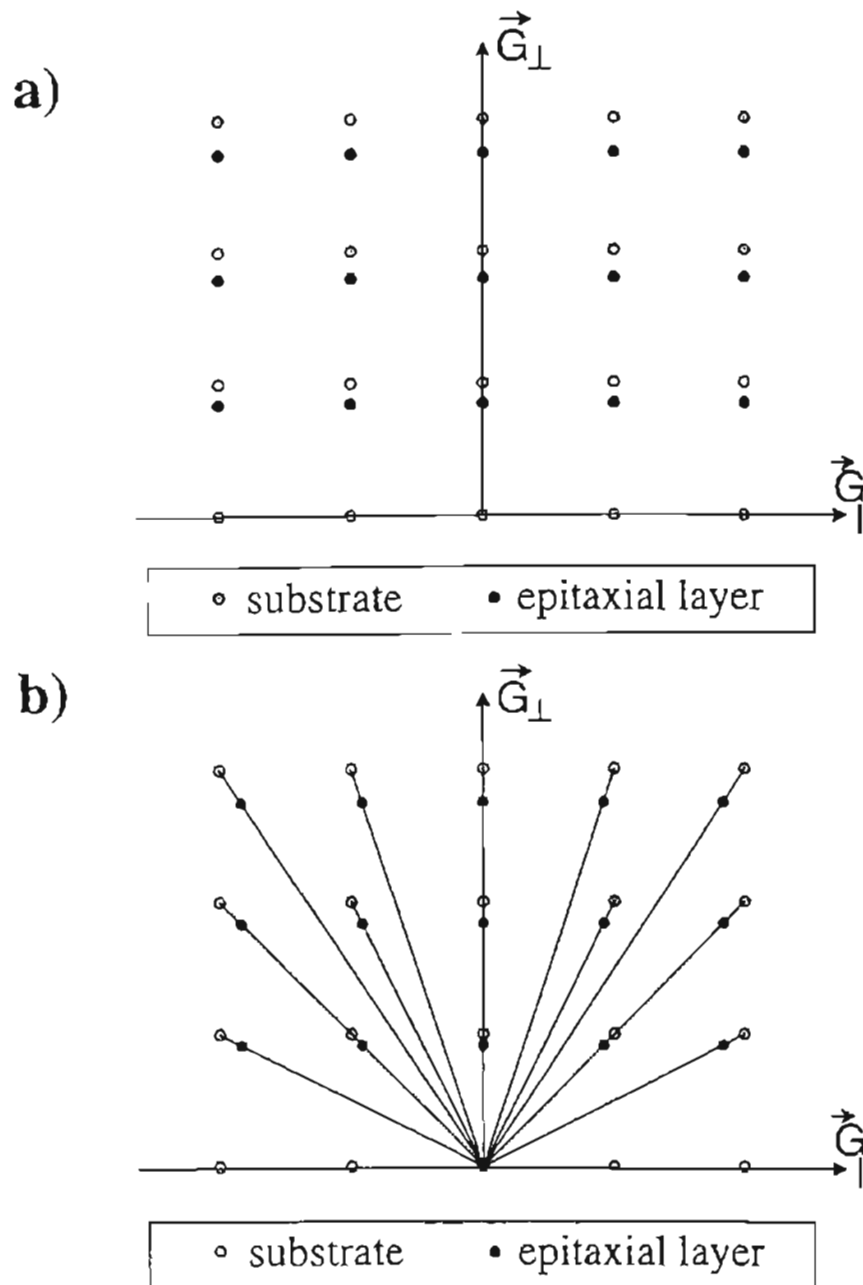 a)
G⊥
G
||
substrate
epitaxial layer
b)
G⊥
G
||
substrate
epitaxial layer